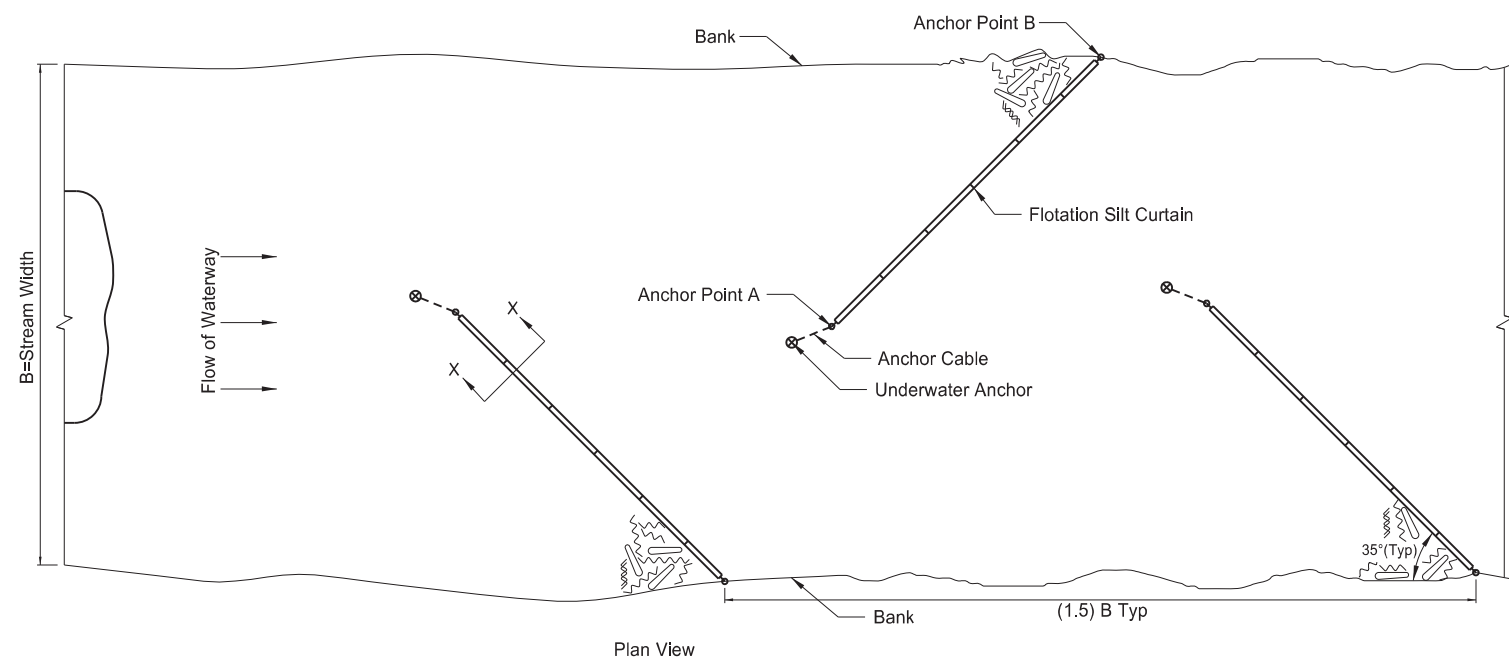 Anchor Point B
Bank
Flotation Silt Curtain
B=Stream Width
Flow of Waterway
X
X
Anchor Point A
Anchor Cable
Underwater Anchor
35°(Typ)
(1.5) B Typ
Bank
Plan View